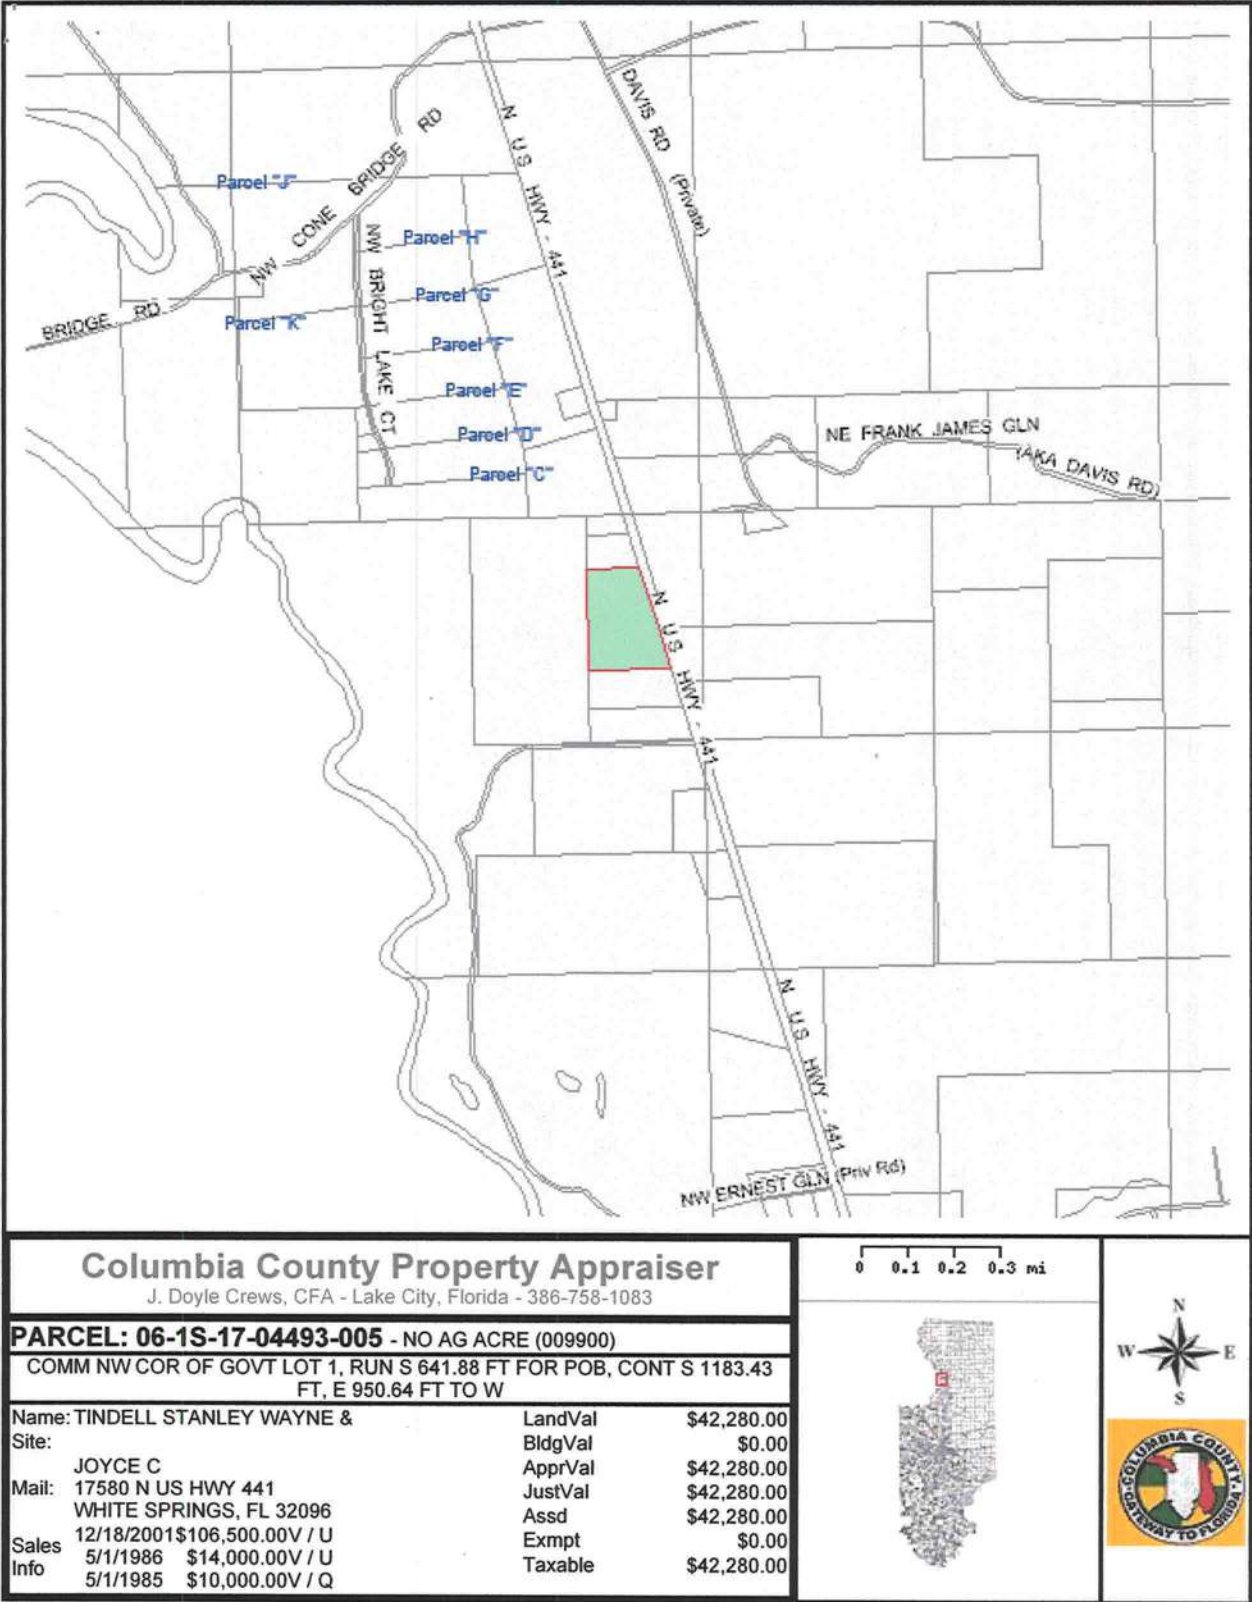 DAVIS RD
(Private)
N US HWY - 441
NW CONE BRIDGE RD
Parcel "J"
NW BRIGHT LAKE CT
Parcel "H"
Parcel "G"
BRIDGE RD
Parcel "K"
Parcel "F"
Parcel "E"
NE FRANK JAMES GLN
(AKA DAVIS RD)
Parcel "D"
Parcel "C"
N US HWY - 441
N US HWY - 441
NW ERNEST GLN (Priv Rd)
Columbia County Property Appraiser
J. Doyle Crews, CFA - Lake City, Florida - 386-758-1083
PARCEL: 06-1S-17-04493-005 - NO AG ACRE (009900)
COMM NW COR OF GOVT LOT 1, RUN S 641.88 FT FOR POB, CONT S 1183.43
FT, E 950.64 FT TO W
Name: TINDELL STANLEY WAYNE &
Site:
JOYCE C
Mail: 17580 N US HWY 441
WHITE SPRINGS, FL 32096
Sales Info
12/18/2001 $106,500.00V / U
5/1/1986 $14,000.00V / U
5/1/1985 $10,000.00V / Q
LandVal $42,280.00
BldgVal $0.00
ApprVal $42,280.00
JustVal $42,280.00
Assd $42,280.00
Exmpt $0.00
Taxable $42,280.00
0 0.1 0.2 0.3 mi
N
W E
S
COLUMBIA COUNTY
GATEWAY TO FLORIDA